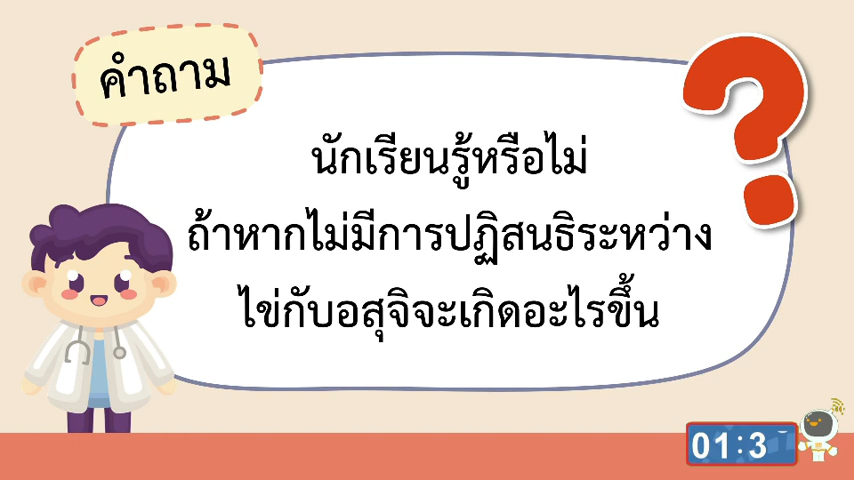 คำถาม
นักเรียนรู้หรือไม่
ถ้าหากไม่มีการปฏิสนธิระหว่าง
ไข่กับอสุจิจะเกิดอะไรขึ้น
01:3